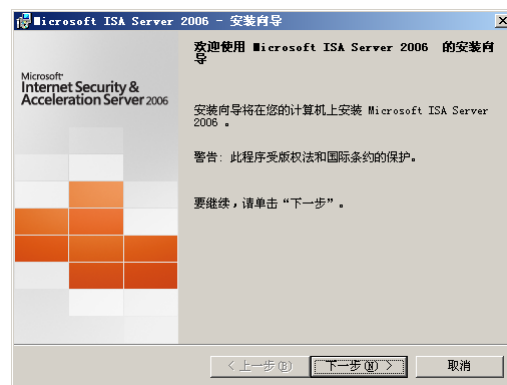 Microsoft ISA Server 2006 - 安装向导
欢迎使用 Microsoft ISA Server 2006 的安装向
导
Microsoft
Internet Security &
Acceleration Server 2006
安装向导将在您的计算机上安装 Microsoft ISA Server
2006 。
警告: 此程序受版权法和国际条约的保护。
要继续，请单击“下一步”。
< 上一步(B)
下一步(N) >
取消